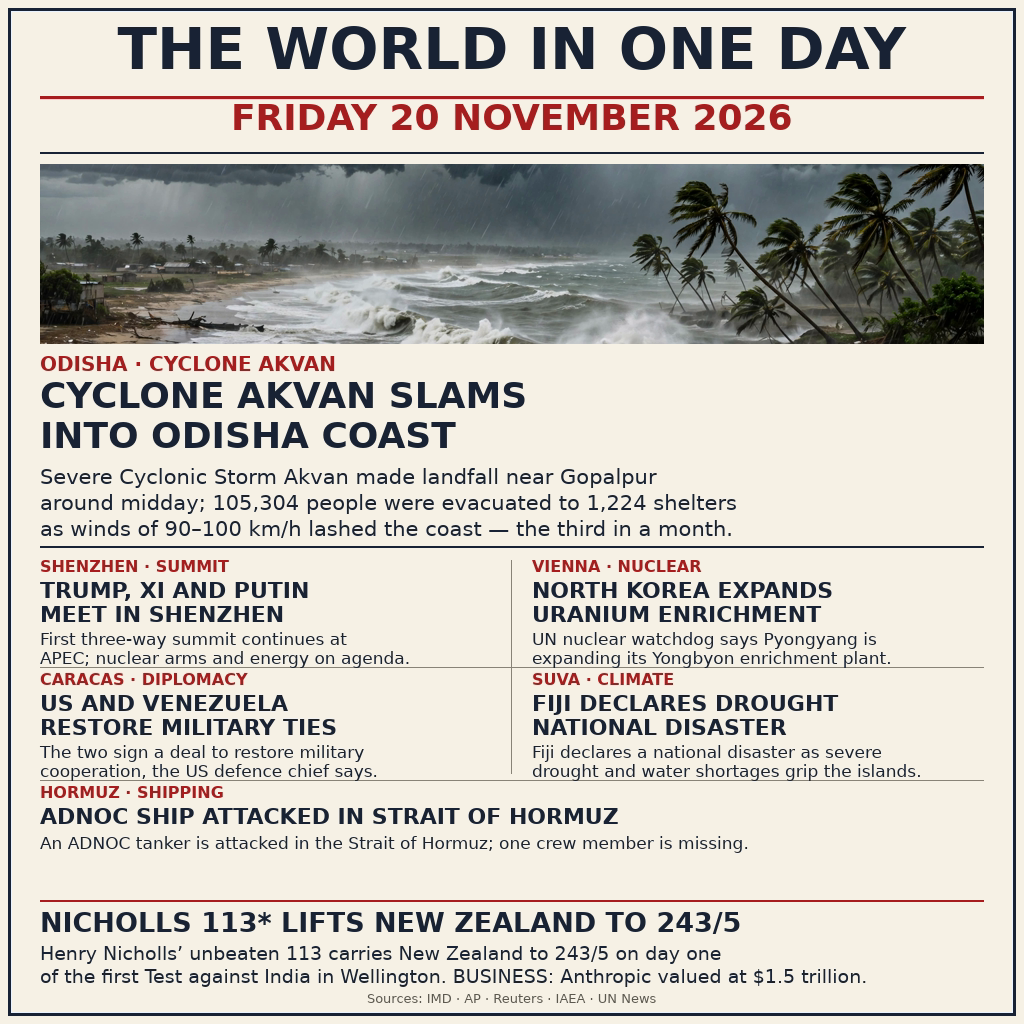 THE WORLD IN ONE DAY
FRIDAY 20 NOVEMBER 2026
ODISHA · CYCLONE AKVAN
CYCLONE AKVAN SLAMS
INTO ODISHA COAST
Severe Cyclonic Storm Akvan made landfall near Gopalpur
around midday; 105,304 people were evacuated to 1,224 shelters
as winds of 90–100 km/h lashed the coast — the third in a month.
SHENZHEN · SUMMIT
TRUMP, XI AND PUTIN
MEET IN SHENZHEN
First three-way summit continues at
APEC; nuclear arms and energy on agenda.
VIENNA · NUCLEAR
NORTH KOREA EXPANDS
URANIUM ENRICHMENT
UN nuclear watchdog says Pyongyang is
expanding its Yongbyon enrichment plant.
CARACAS · DIPLOMACY
US AND VENEZUELA
RESTORE MILITARY TIES
The two sign a deal to restore military
cooperation, the US defence chief says.
SUVA · CLIMATE
FIJI DECLARES DROUGHT
NATIONAL DISASTER
Fiji declares a national disaster as severe
drought and water shortages grip the islands.
HORMUZ · SHIPPING
ADNOC SHIP ATTACKED IN STRAIT OF HORMUZ
An ADNOC tanker is attacked in the Strait of Hormuz; one crew member is missing.
NICHOLLS 113* LIFTS NEW ZEALAND TO 243/5
Henry Nicholls’ unbeaten 113 carries New Zealand to 243/5 on day one
of the first Test against India in Wellington. BUSINESS: Anthropic valued at $1.5 trillion.
Sources: IMD · AP · Reuters · IAEA · UN News